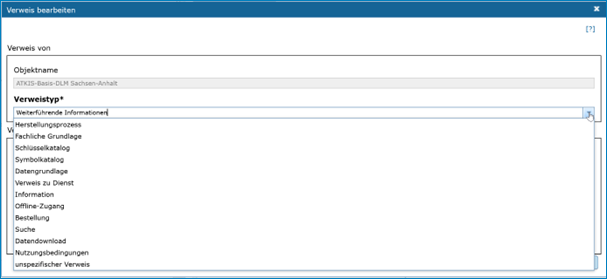 Verweis bearbeiten
[?]
Verweis von
Objektname
ATKIS-Basis-DLM Sachsen-Anhalt
Verweistyp*
Weiterführende Informationen
Herstellungsprozess
Fachliche Grundlage
Schlüsselkatalog
Symbolkatalog
Datengrundlage
Verweis zu Dienst
Information
Offline-Zugang
Bestellung
Suche
Datendownload
Nutzungsbedingungen
unspezifischer Verweis